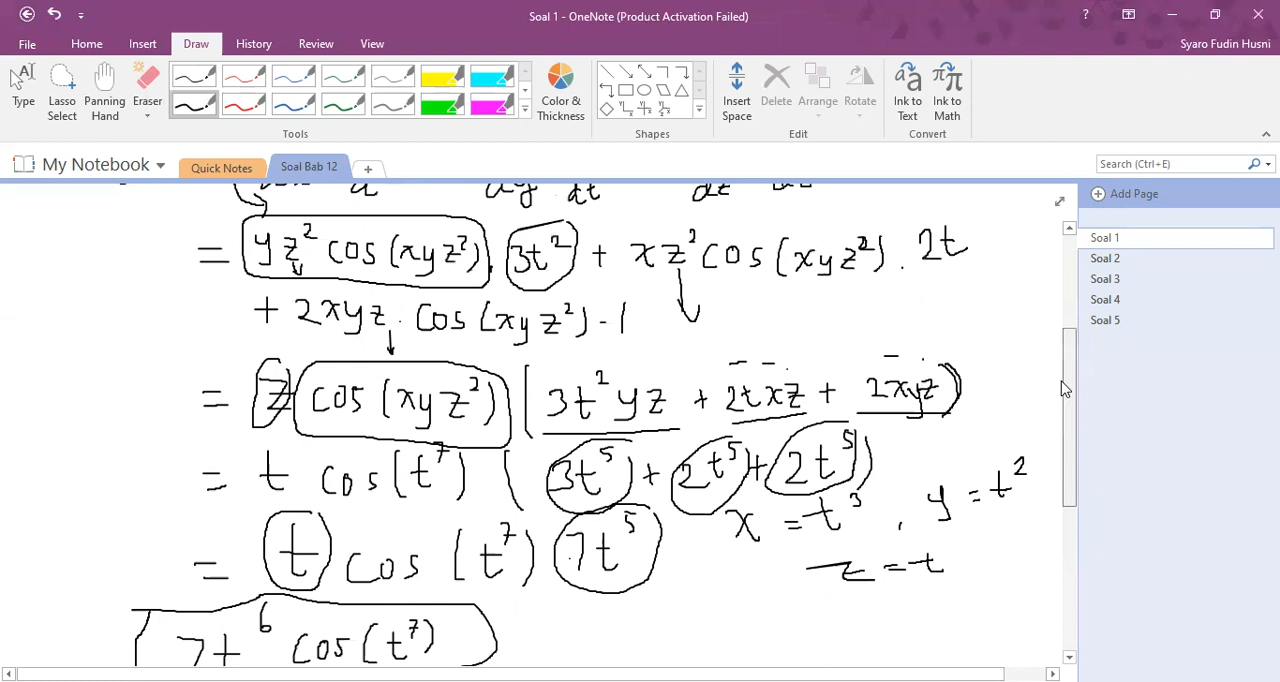 Soal 1 - OneNote (Product Activation Failed)
File Home Insert Draw History Review View
Syaro Fudin Husni
Type Lasso Select Panning Hand Eraser
Color & Thickness
Insert Space Delete Arrange Rotate
Ink to Text Ink to Math
Tools Shapes Edit Convert
My Notebook Quick Notes Soal Bab 12
Search (Ctrl+E)
Add Page
Soal 1
Soal 2
Soal 3
Soal 4
Soal 5
dy dt dz
= yz² cos(xyz²) . 3t² + xz² cos(xyz²) . 2t
+ 2xyz . cos(xyz²) . 1
= z cos(xyz²) (3t²yz + 2txz + 2xyz)
= t cos(t⁷) (3t⁵ + 2t⁵ + 2t⁵)
x = t³ , y = t²
z = t
= t cos(t⁷) 7t⁵
7t⁶ cos(t⁷)